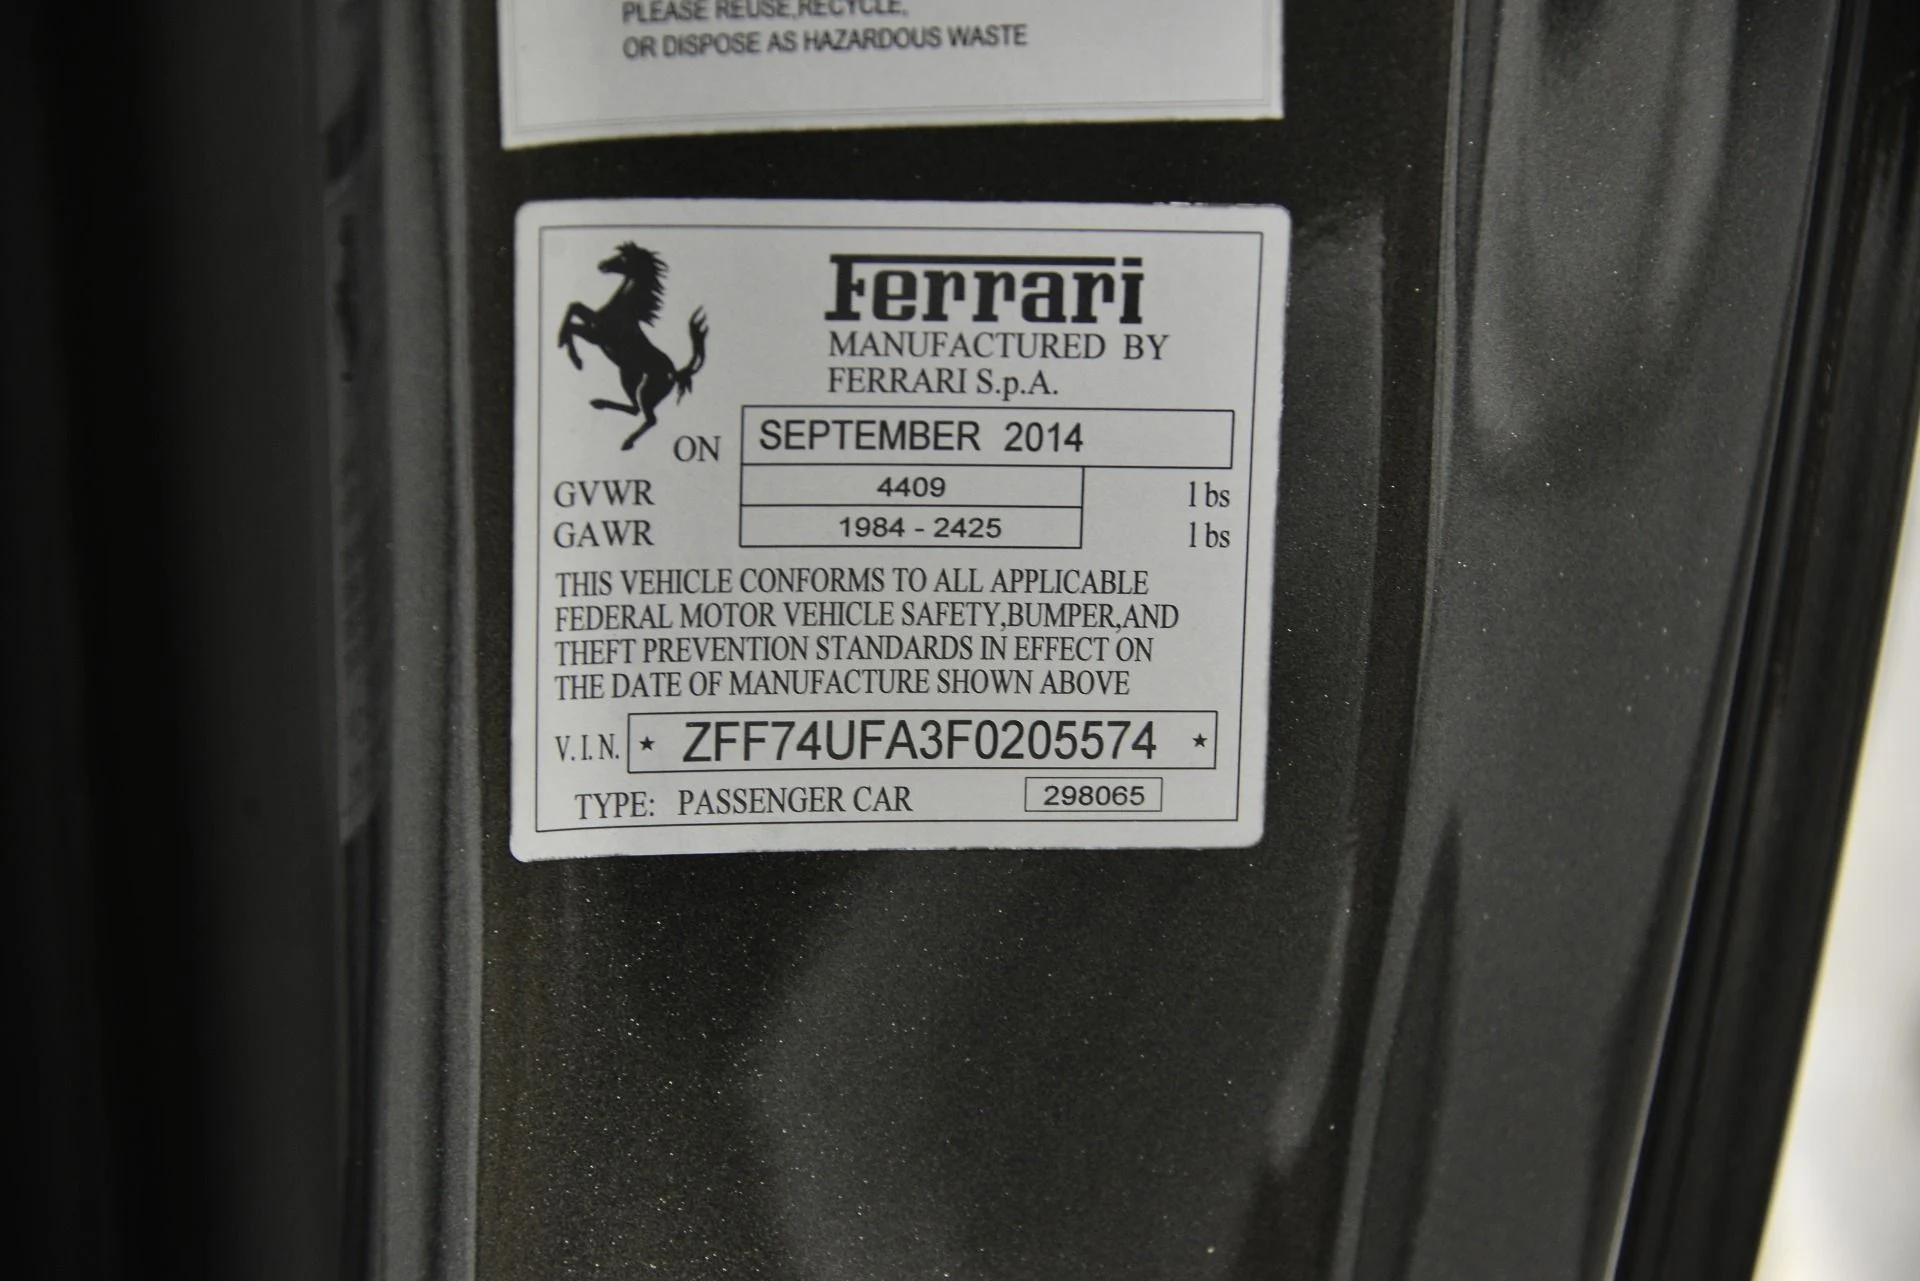 PLEASE REUSE,RECYCLE,
OR DISPOSE AS HAZARDOUS WASTE
Ferrari
MANUFACTURED BY
FERRARI S.p.A.
ON SEPTEMBER 2014
GVWR 4409 lbs
GAWR 1984 - 2425 lbs
THIS VEHICLE CONFORMS TO ALL APPLICABLE
FEDERAL MOTOR VEHICLE SAFETY,BUMPER,AND
THEFT PREVENTION STANDARDS IN EFFECT ON
THE DATE OF MANUFACTURE SHOWN ABOVE
V.I.N. ★ ZFF74UFA3F0205574 ★
TYPE: PASSENGER CAR 298065